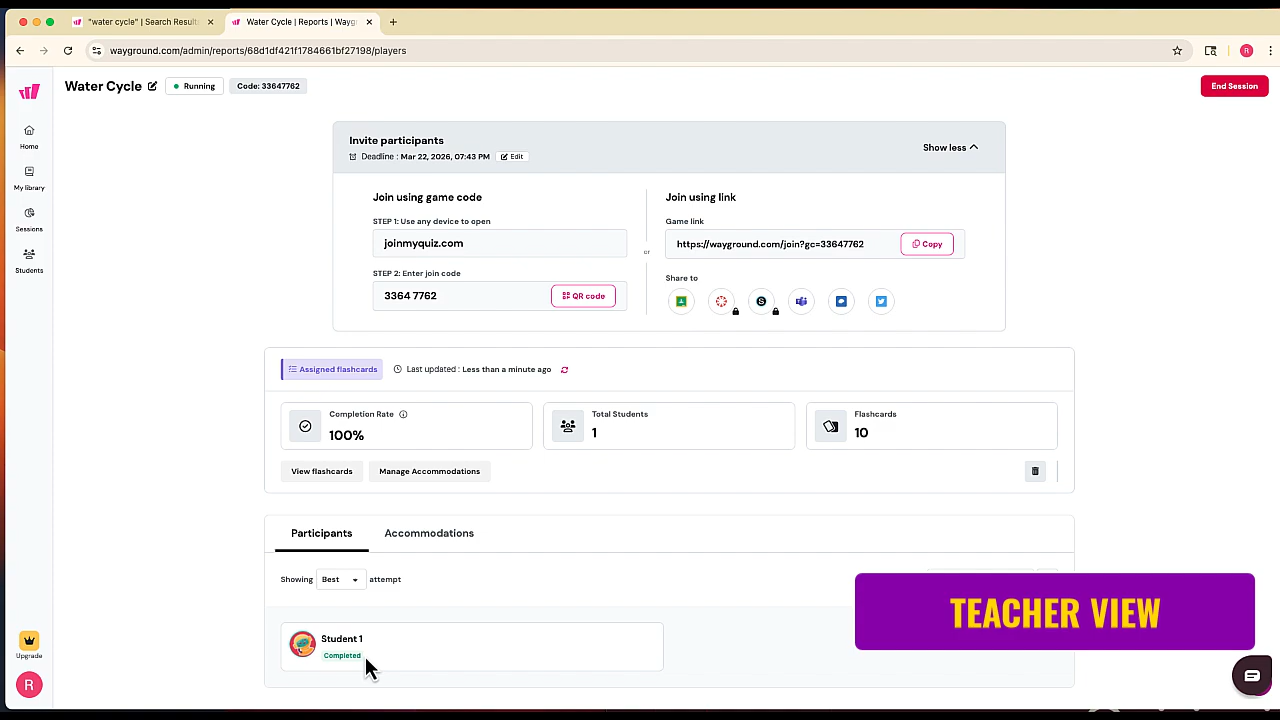 "water cycle" | Search Result
Water Cycle | Reports | Wayg
wayground.com/admin/reports/68d1df421f1784661bf27198/players
R
Water Cycle
Running
Code: 33647762
End Session
Home
My library
Sessions
Students
Upgrade
R
Invite participants
Deadline : Mar 22, 2026, 07:43 PM
Edit
Show less
Join using game code
STEP 1: Use any device to open
joinmyquiz.com
STEP 2: Enter join code
3364 7762
QR code
or
Join using link
Game link
https://wayground.com/join?gc=33647762
Copy
Share to
Assigned flashcards
Last updated : Less than a minute ago
Completion Rate
100%
Total Students
1
Flashcards
10
View flashcards
Manage Accommodations
Participants
Accommodations
Showing Best attempt
Student 1
Completed
TEACHER VIEW